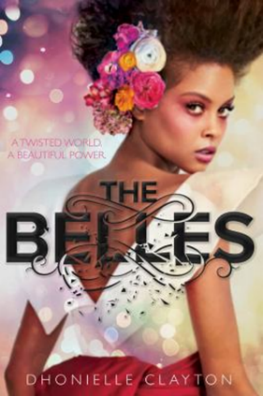 A TWISTED WORLD.
A BEAUTIFUL POWER.
THE
BELLES
DHONIELLE CLAYTON